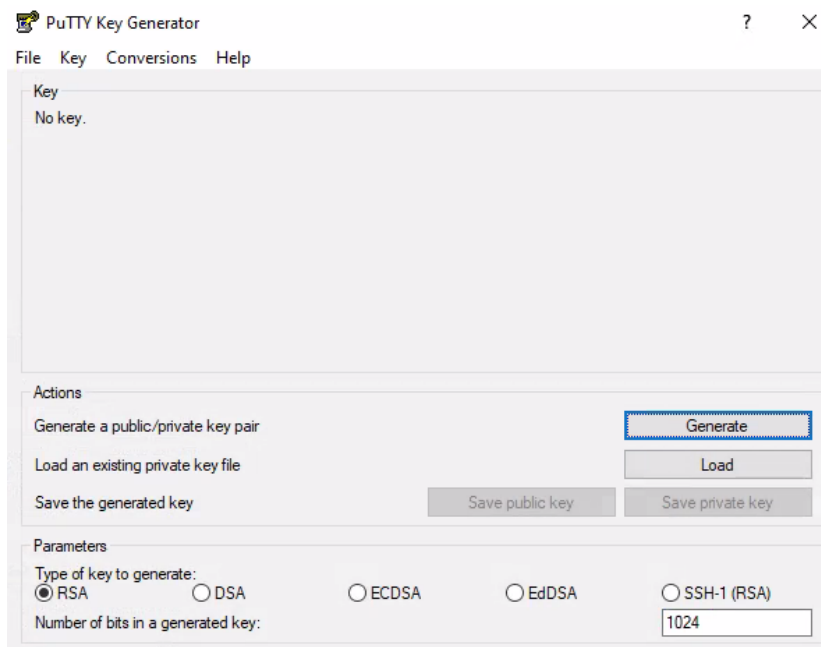 PuTTY Key Generator ?
File Key Conversions Help
Key
No key.
Actions
Generate a public/private key pair Generate
Load an existing private key file Load
Save the generated key Save public key Save private key
Parameters
Type of key to generate:
RSA DSA ECDSA EdDSA SSH-1 (RSA)
Number of bits in a generated key: 1024